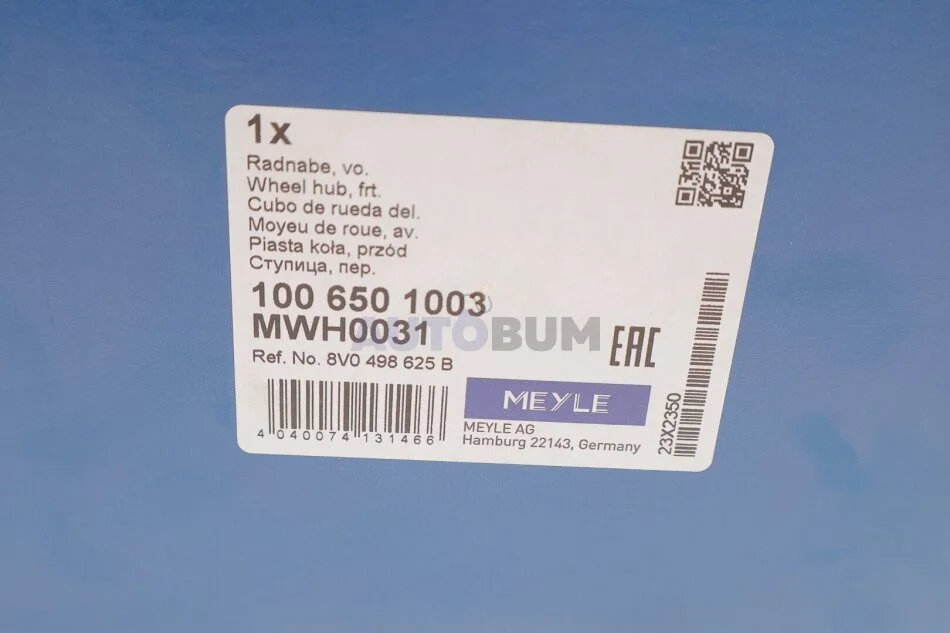 1x
Radnabe, vo.
Wheel hub, frt.
Cubo de rueda del.
Moyeu de roue, av.
Piasta koła, przód
Ступица, пер.
100 650 1003
MWH0031
AUTOBUM
EAC
Ref. No. 8V0 498 625 B
4 040074 131466
MEYLE
MEYLE AG
Hamburg 22143, Germany
23X2350